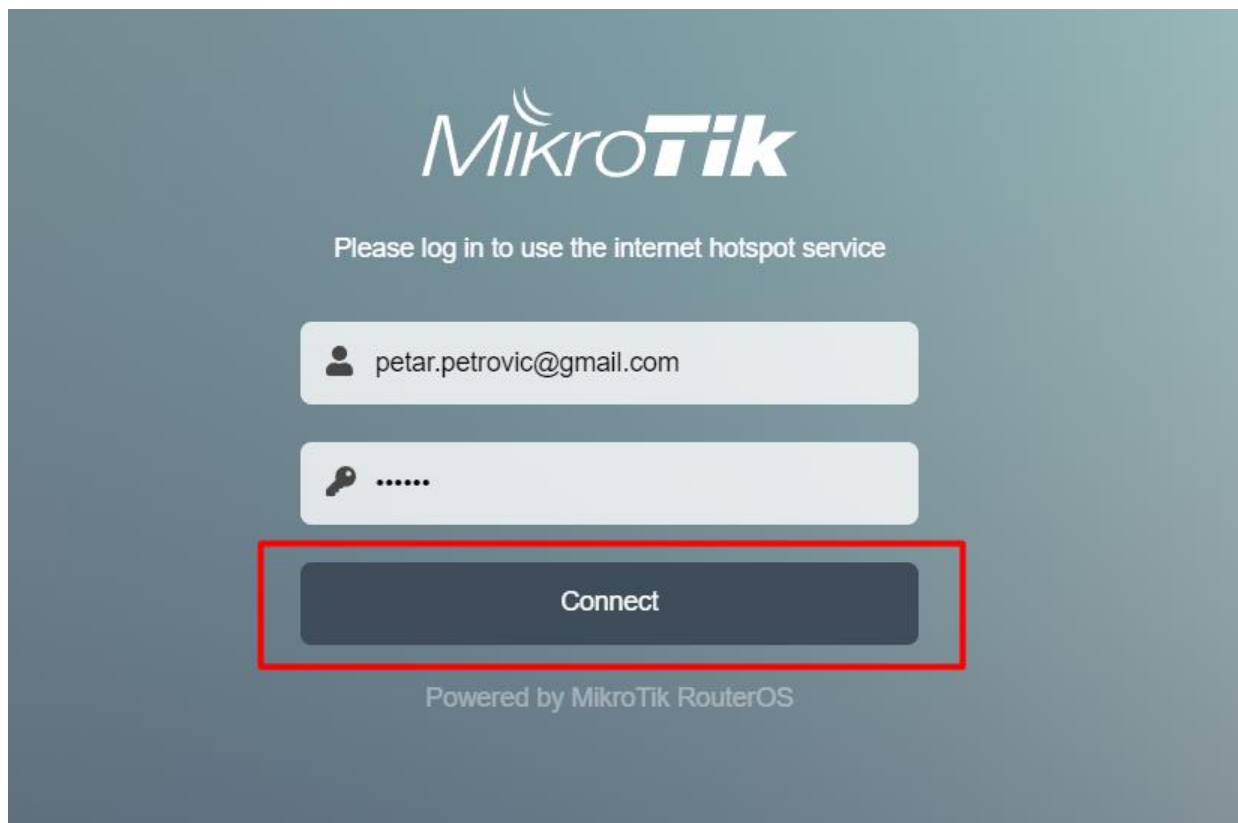 MikroTik
Please log in to use the internet hotspot service
petar.petrovic@gmail.com
••••••
Connect
Powered by MikroTik RouterOS